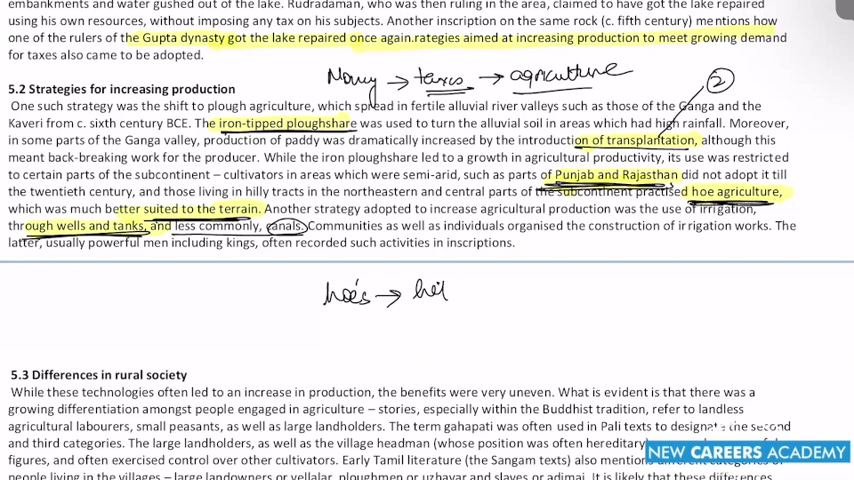 embankments and water gushed out of the lake. Rudradaman, who was then ruling in the area, claimed to have got the lake repaired
using his own resources, without imposing any tax on his subjects. Another inscription on the same rock (c. fifth century) mentions how
one of the rulers of the Gupta dynasty got the lake repaired once again.rategies aimed at increasing production to meet growing demand
for taxes also came to be adopted.
Many → taxes → agriculture ②
5.2 Strategies for increasing production
One such strategy was the shift to plough agriculture, which spread in fertile alluvial river valleys such as those of the Ganga and the
Kaveri from c. sixth century BCE. The iron-tipped ploughshare was used to turn the alluvial soil in areas which had high rainfall. Moreover,
in some parts of the Ganga valley, production of paddy was dramatically increased by the introduction of transplantation, although this
meant back-breaking work for the producer. While the iron ploughshare led to a growth in agricultural productivity, its use was restricted
to certain parts of the subcontinent – cultivators in areas which were semi-arid, such as parts of Punjab and Rajasthan did not adopt it till
the twentieth century, and those living in hilly tracts in the northeastern and central parts of the subcontinent practised hoe agriculture,
which was much better suited to the terrain. Another strategy adopted to increase agricultural production was the use of irrigation,
through wells and tanks, and less commonly, canals. Communities as well as individuals organised the construction of irrigation works. The
latter, usually powerful men including kings, often recorded such activities in inscriptions.
hoes →
5.3 Differences in rural society
While these technologies often led to an increase in production, the benefits were very uneven. What is evident is that there was a
growing differentiation amongst people engaged in agriculture – stories, especially within the Buddhist tradition, refer to landless
agricultural labourers, small peasants, as well as large landholders. The term gahapati was often used in Pali texts to designate the second
and third categories. The large landholders, as well as the village headman (whose position was often hereditary)
figures, and often exercised control over other cultivators. Early Tamil literature (the Sangam texts) also mentions
people living in the villages – large landowners or vellalar, ploughmen or uzhavar and slaves or adimai. It is likely that these differences
NEW CAREERS ACADEMY